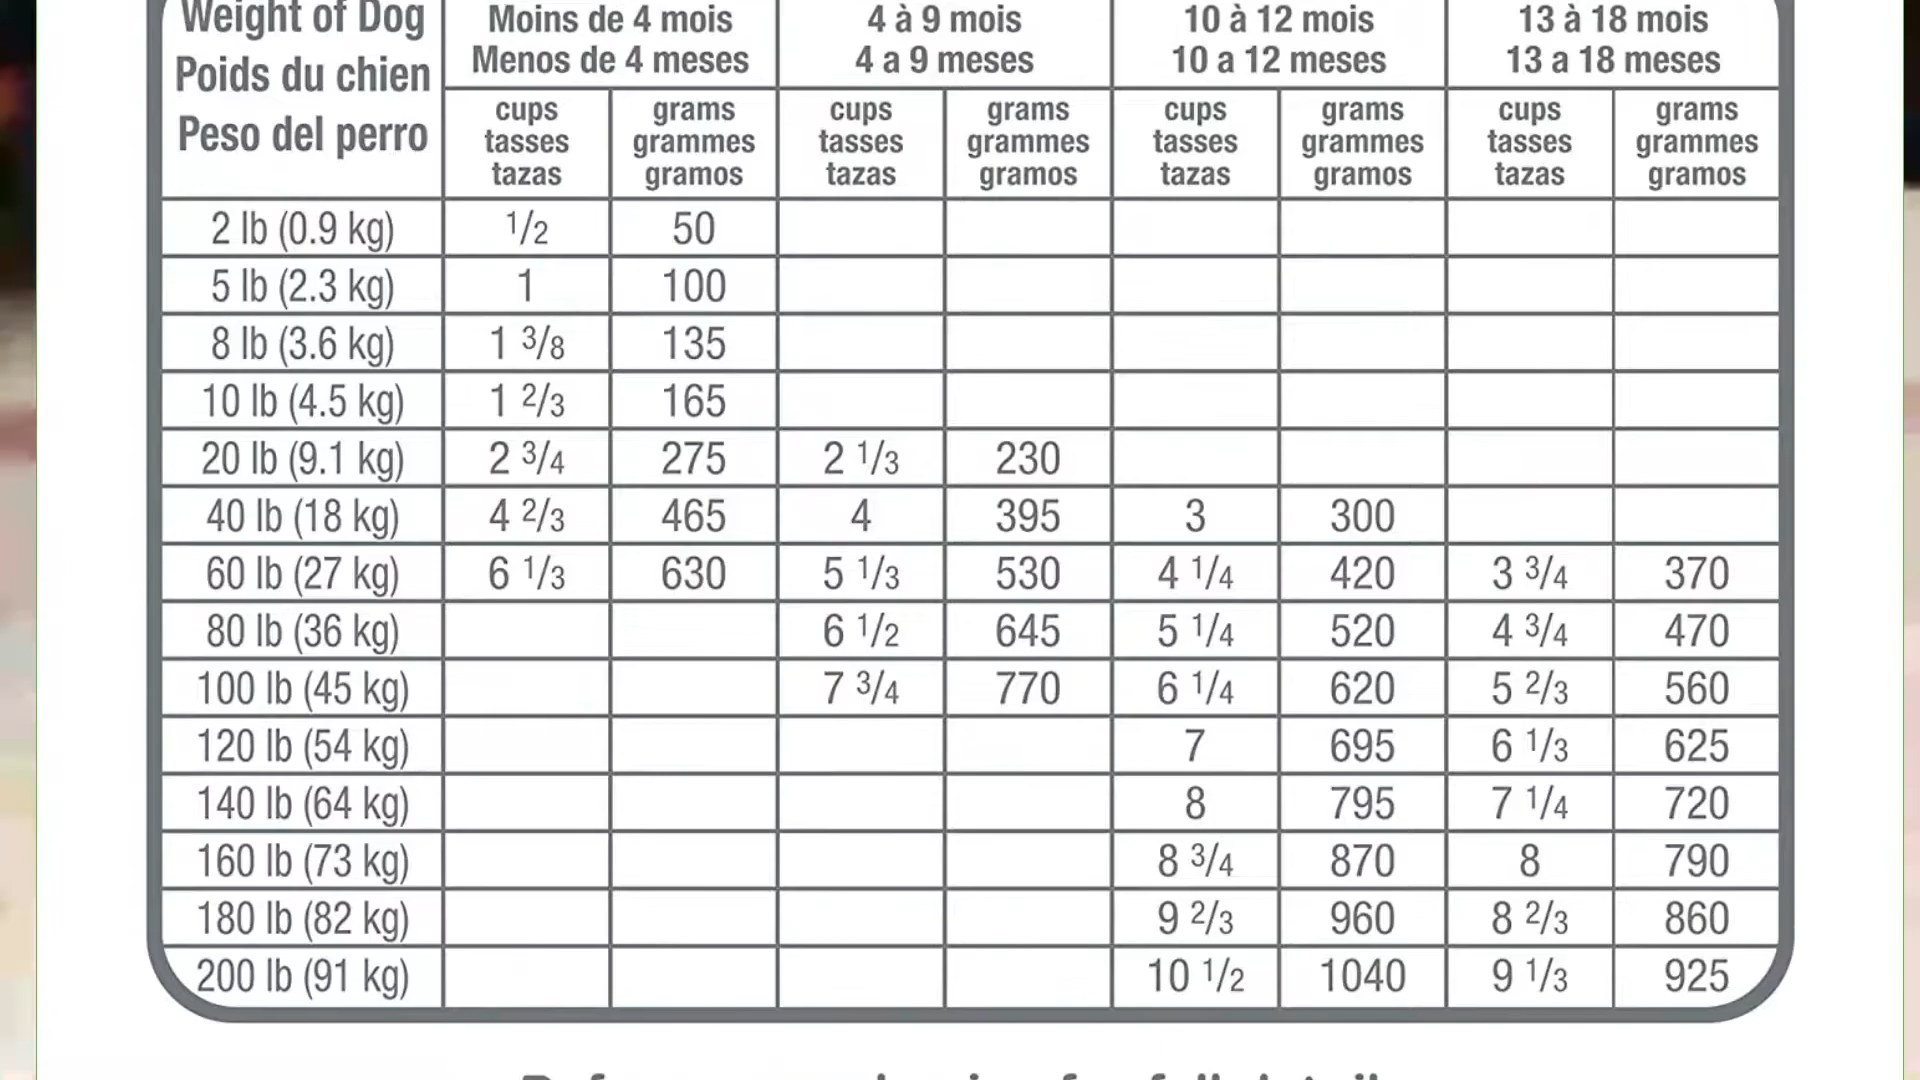 Weight of Dog
Poids du chien
Peso del perro
Moins de 4 mois
Menos de 4 meses
4 à 9 mois
4 a 9 meses
10 à 12 mois
10 a 12 meses
13 à 18 mois
13 a 18 meses
cups
tasses
tazas
grams
grammes
gramos
cups
tasses
tazas
grams
grammes
gramos
cups
tasses
tazas
grams
grammes
gramos
cups
tasses
tazas
grams
grammes
gramos
2 lb (0.9 kg) 1/2 50
5 lb (2.3 kg) 1 100
8 lb (3.6 kg) 1 3/8 135
10 lb (4.5 kg) 1 2/3 165
20 lb (9.1 kg) 2 3/4 275 2 1/3 230
40 lb (18 kg) 4 2/3 465 4 395 3 300
60 lb (27 kg) 6 1/3 630 5 1/3 530 4 1/4 420 3 3/4 370
80 lb (36 kg) 6 1/2 645 5 1/4 520 4 3/4 470
100 lb (45 kg) 7 3/4 770 6 1/4 620 5 2/3 560
120 lb (54 kg) 7 695 6 1/3 625
140 lb (64 kg) 8 795 7 1/4 720
160 lb (73 kg) 8 3/4 870 8 790
180 lb (82 kg) 9 2/3 960 8 2/3 860
200 lb (91 kg) 10 1/2 1040 9 1/3 925